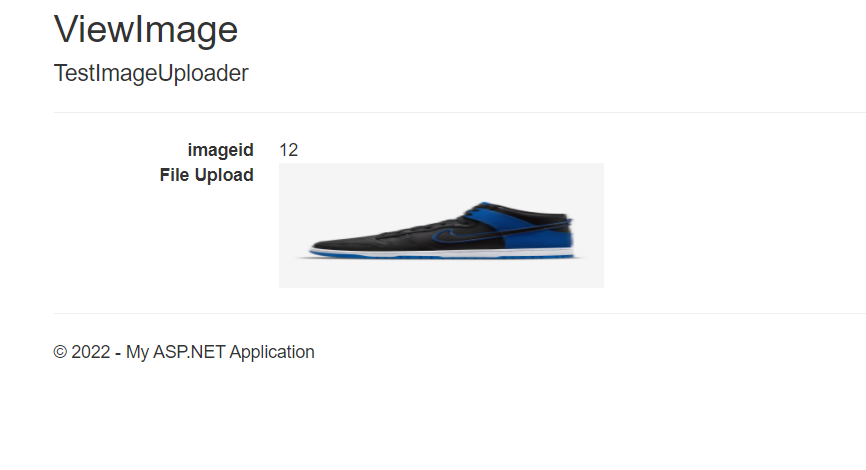 ViewImage
TestImageUploader
imageid 12
File Upload
© 2022 - My ASP.NET Application